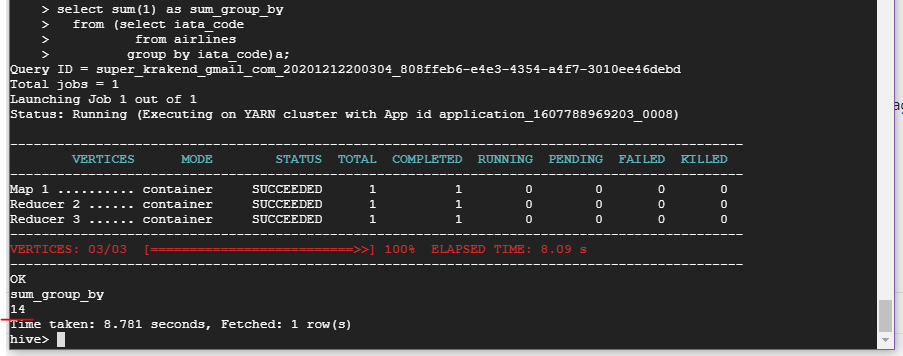 > select sum(1) as sum_group_by
> from (select iata_code
> from airlines
> group by iata_code)a;
Query ID = super_krakend_gmail_com_20201212200304_808ffeb6-e4e3-4354-a4f7-3010ee46debd
Total jobs = 1
Launching Job 1 out of 1
Status: Running (Executing on YARN cluster with App id application_1607788969203_0008)
----------------------------------------------------------------------------------------------
VERTICES MODE STATUS TOTAL COMPLETED RUNNING PENDING FAILED KILLED
----------------------------------------------------------------------------------------------
Map 1 .......... container SUCCEEDED 1 1 0 0 0 0
Reducer 2 ...... container SUCCEEDED 1 1 0 0 0 0
Reducer 3 ...... container SUCCEEDED 1 1 0 0 0 0
----------------------------------------------------------------------------------------------
VERTICES: 03/03 [==========================>>] 100% ELAPSED TIME: 8.09 s
----------------------------------------------------------------------------------------------
OK
sum_group_by
14
Time taken: 8.781 seconds, Fetched: 1 row(s)
hive>